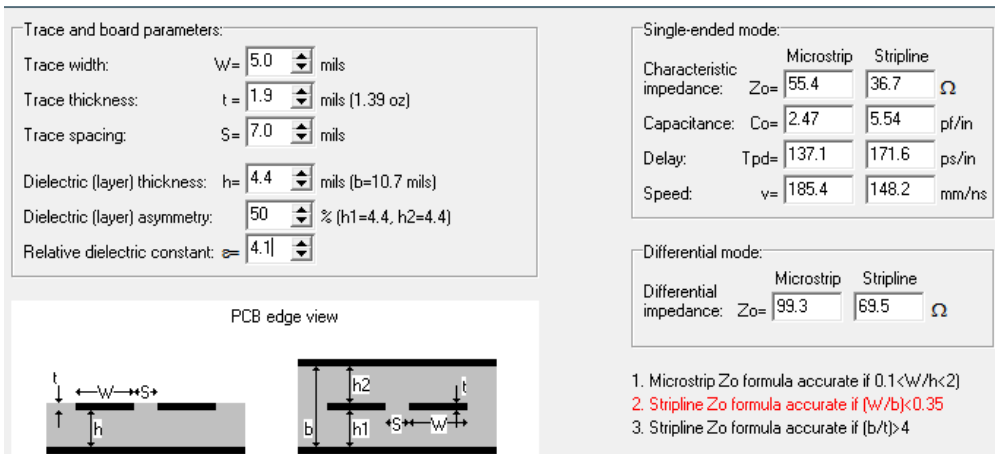 Trace and board parameters:
Trace width: W= 5.0 mils
Trace thickness: t = 1.9 mils (1.39 oz)
Trace spacing: S= 7.0 mils
Dielectric (layer) thickness: h= 4.4 mils (b=10.7 mils)
Dielectric (layer) asymmetry: 50 % (h1=4.4, h2=4.4)
Relative dielectric constant: ε= 4.1
PCB edge view
t
W
S
h
h2
t
b
h1
S
W
Single-ended mode:
Microstrip Stripline
Characteristic
impedance: Zo= 55.4 36.7 Ω
Capacitance: Co= 2.47 5.54 pf/in
Delay: Tpd= 137.1 171.6 ps/in
Speed: v= 185.4 148.2 mm/ns
Differential mode:
Microstrip Stripline
Differential
impedance: Zo= 99.3 69.5 Ω
1. Microstrip Zo formula accurate if 0.1<W/h<2)
2. Stripline Zo formula accurate if (W/b)<0.35
3. Stripline Zo formula accurate if (b/t)>4